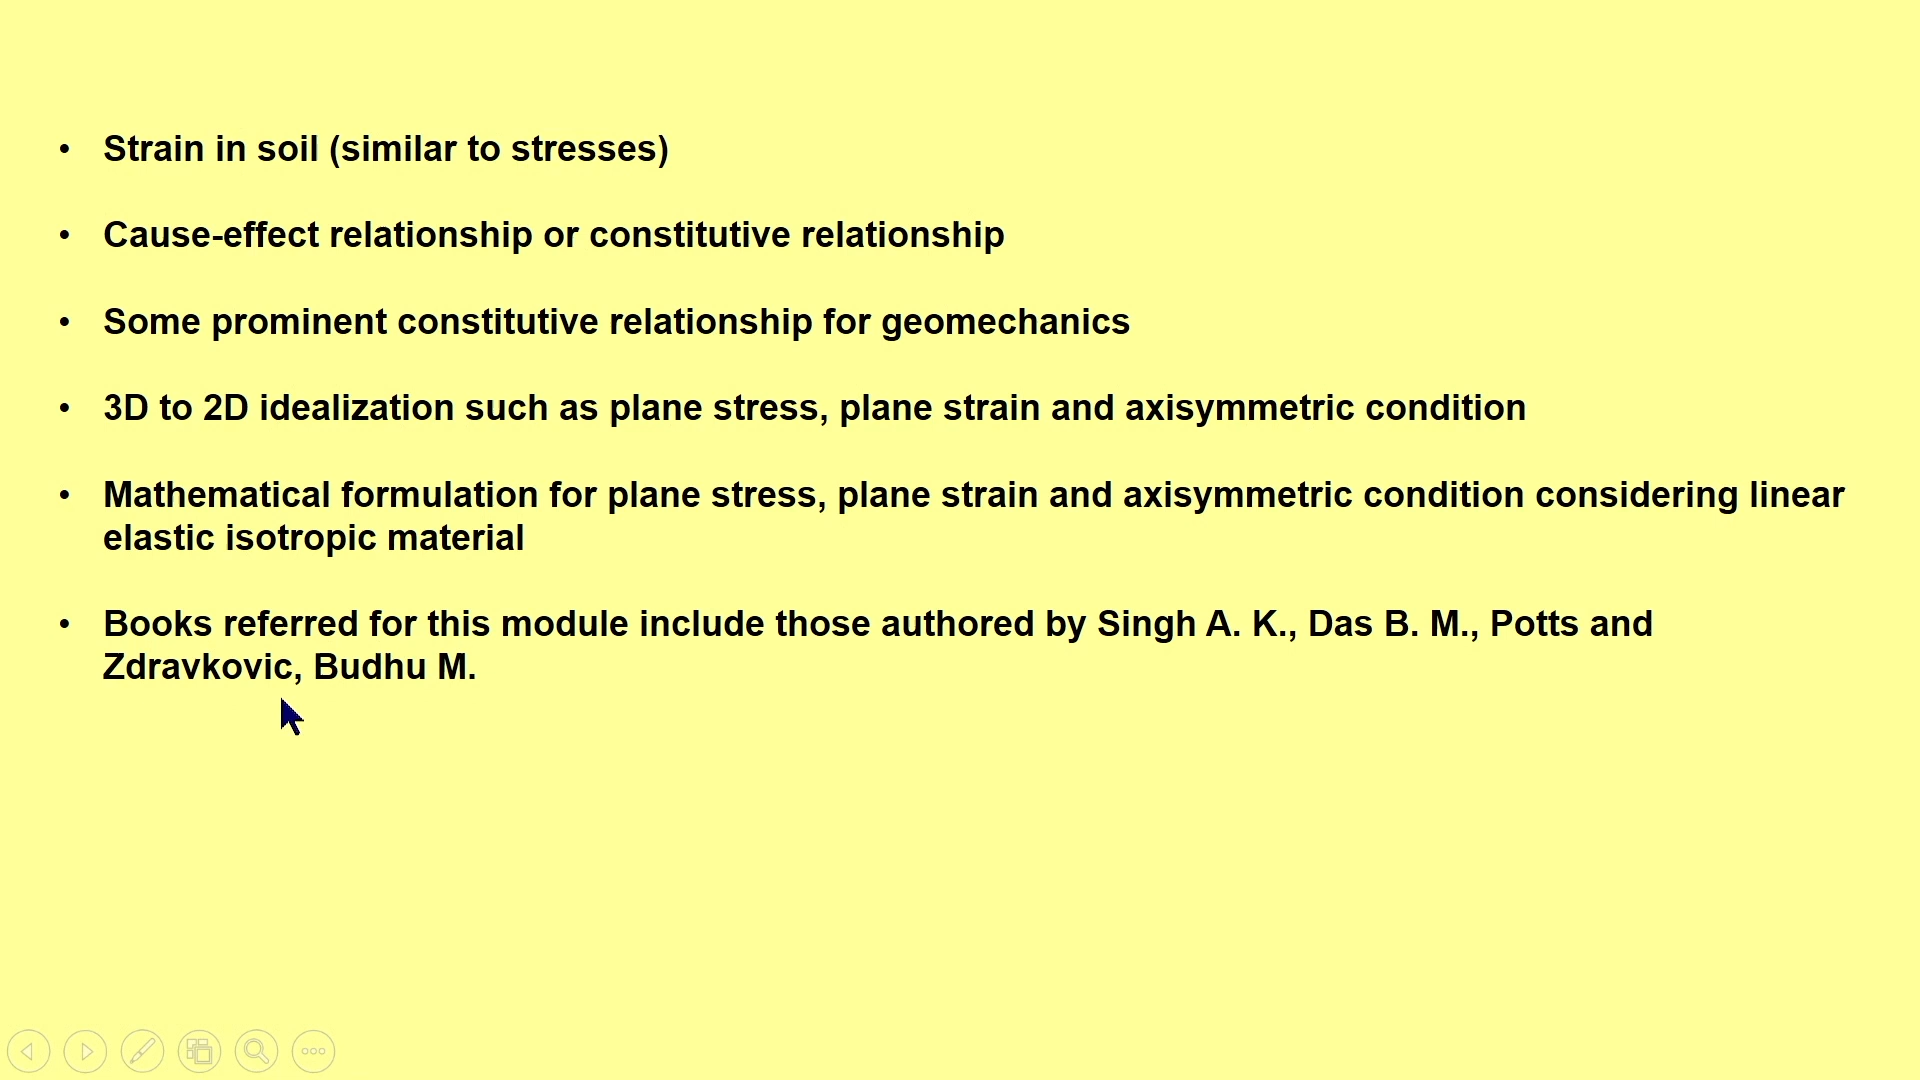 • Strain in soil (similar to stresses)
• Cause-effect relationship or constitutive relationship
• Some prominent constitutive relationship for geomechanics
• 3D to 2D idealization such as plane stress, plane strain and axisymmetric condition
• Mathematical formulation for plane stress, plane strain and axisymmetric condition considering linear
elastic isotropic material
• Books referred for this module include those authored by Singh A. K., Das B. M., Potts and
Zdravkovic, Budhu M.